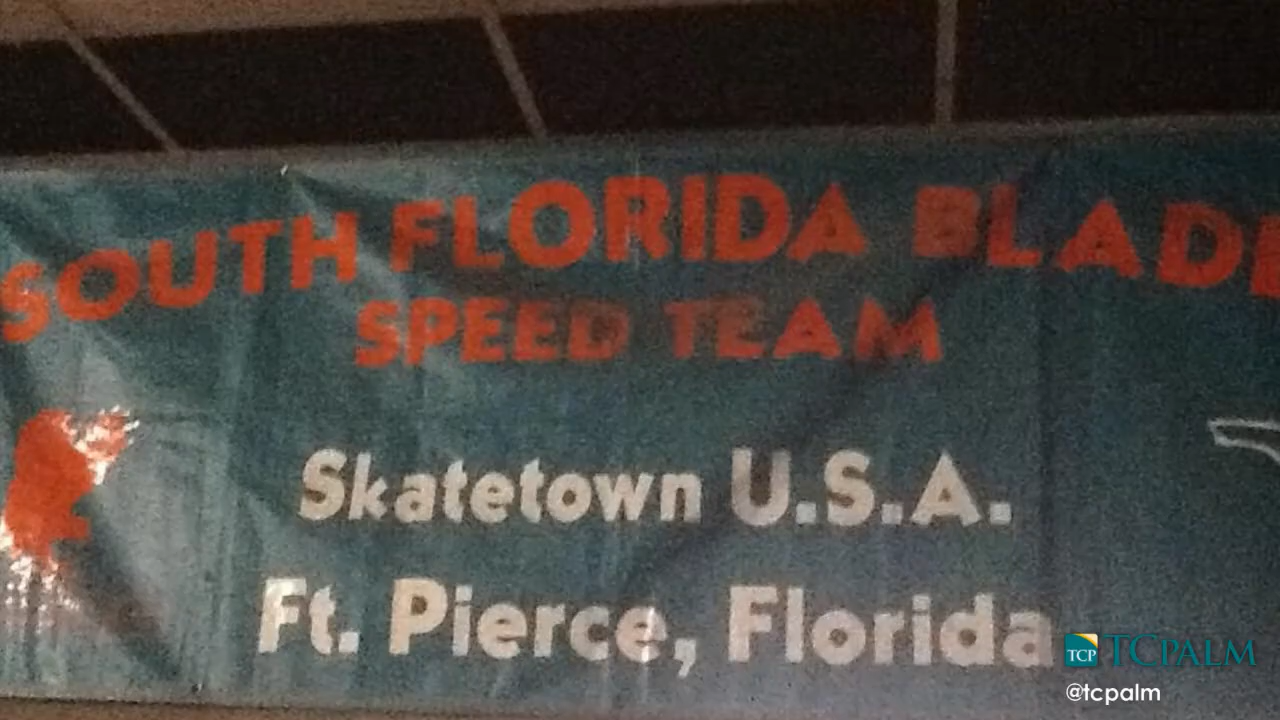 SOUTH FLORIDA BLADE
SPEED TEAM
Skatetown U.S.A.
Ft. Pierce, Florida
TCP TCPALM
@tcpalm